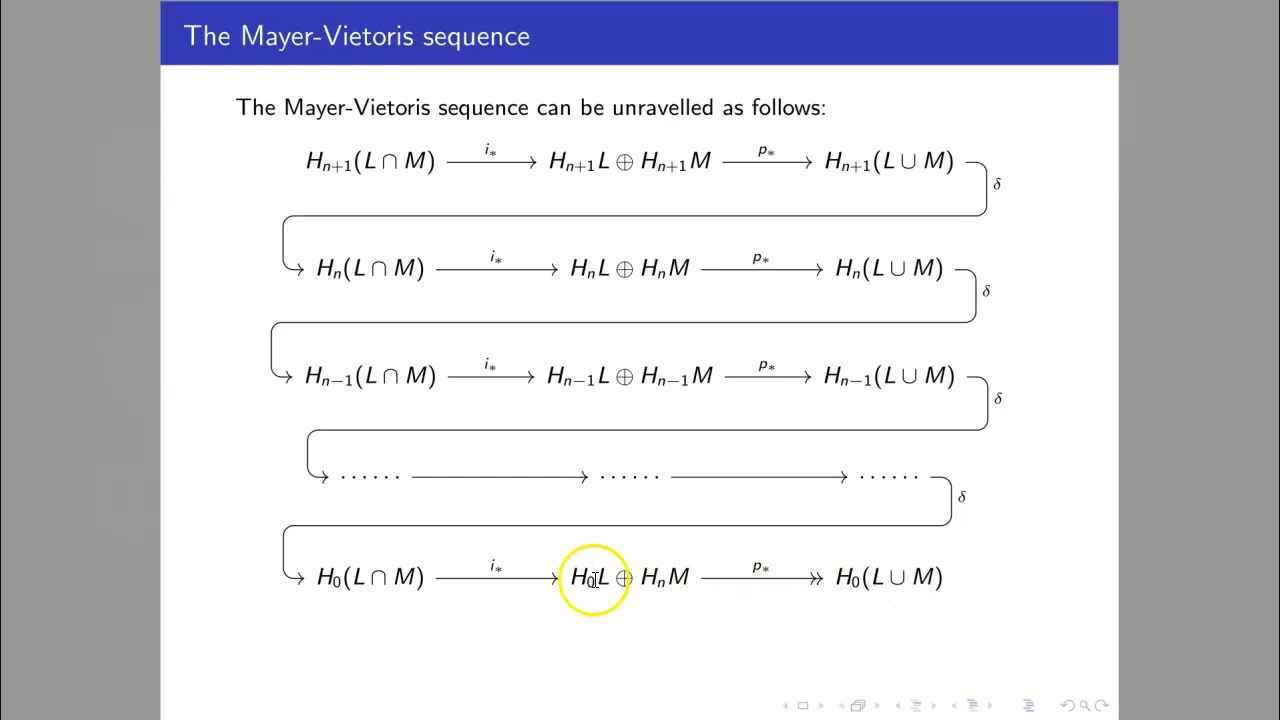 The Mayer-Vietoris sequence
The Mayer-Vietoris sequence can be unravelled as follows:
Hₙ₊₁(L ∩ M) i∗ Hₙ₊₁L ⊕ Hₙ₊₁M p∗ Hₙ₊₁(L ∪ M) δ
Hₙ(L ∩ M) i∗ HₙL ⊕ HₙM p∗ Hₙ(L ∪ M) δ
Hₙ₋₁(L ∩ M) i∗ Hₙ₋₁L ⊕ Hₙ₋₁M p∗ Hₙ₋₁(L ∪ M) δ
· · · · · · · · · · · · · · · · · · δ
H₀(L ∩ M) i∗ H₀L ⊕ HₙM p∗ H₀(L ∪ M)